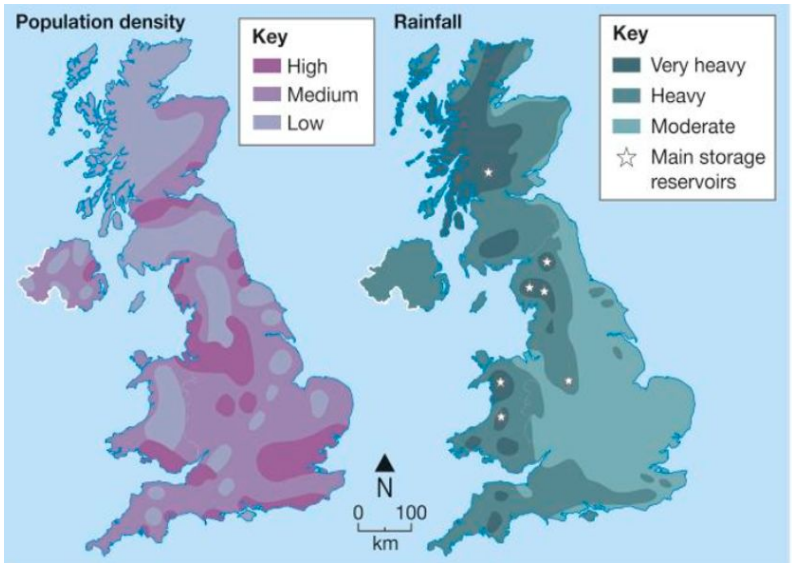 Population density
Key
High
Medium
Low
Rainfall
Key
Very heavy
Heavy
Moderate
Main storage
reservoirs
N
0 100
km